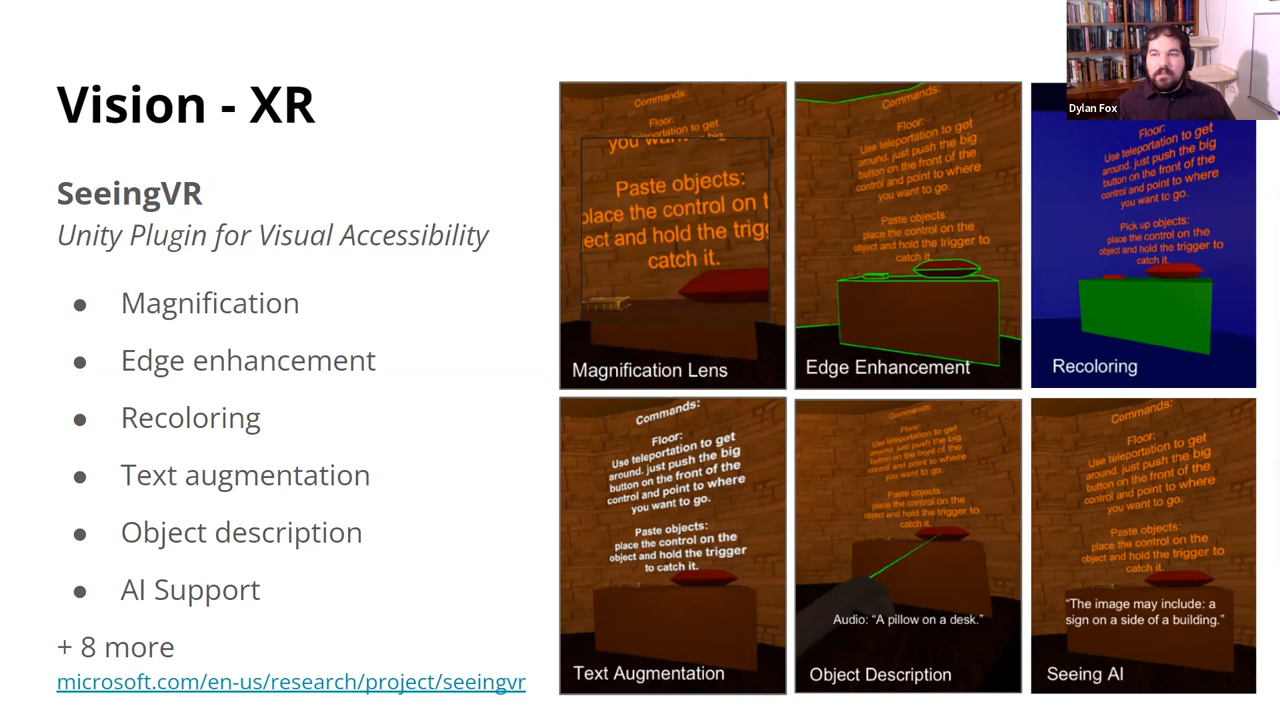 Vision - XR
SeeingVR
Unity Plugin for Visual Accessibility
● Magnification
● Edge enhancement
● Recoloring
● Text augmentation
● Object description
● AI Support
+ 8 more
microsoft.com/en-us/research/project/seeingvr
Commands:
Floor:
teleportation to get
you want big
Paste objects:
place the control on t
ect and hold the trigg
catch it.
Magnification Lens
Commands:
Floor:
Use teleportation to get
around. just push the big
button on the front of the
control and point to where
you want to go.
Paste objects:
place the control on the
object and hold the trigger to
catch it.
Edge Enhancement
Dylan Fox
Floor:
Use teleportation to get
around. just push the big
button on the front of the
control and point to where
you want to go.
Pick up objects:
place the control on the
object and hold the trigger to
catch it.
Recoloring
Commands:
Floor:
Use teleportation to get
around. just push the big
button on the front of the
control and point to where
you want to go.
Paste objects:
place the control on the
object and hold the trigger
to catch it.
Text Augmentation
Commands:
Floor:
Use teleportation to get
around. just push the big
button on the front of the
control and point to where
you want to go.
Paste objects:
place the control on the
object and hold the trigger to
catch it.
Audio: “A pillow on a desk.”
Object Description
Commands:
Floor:
Use teleportation to get
around. just push the big
button on the front of the
control and point to where
you want to go.
Paste objects:
place the control on the
object and hold the trigger to
catch it.
“The image may include: a
sign on a side of a building.”
Seeing AI